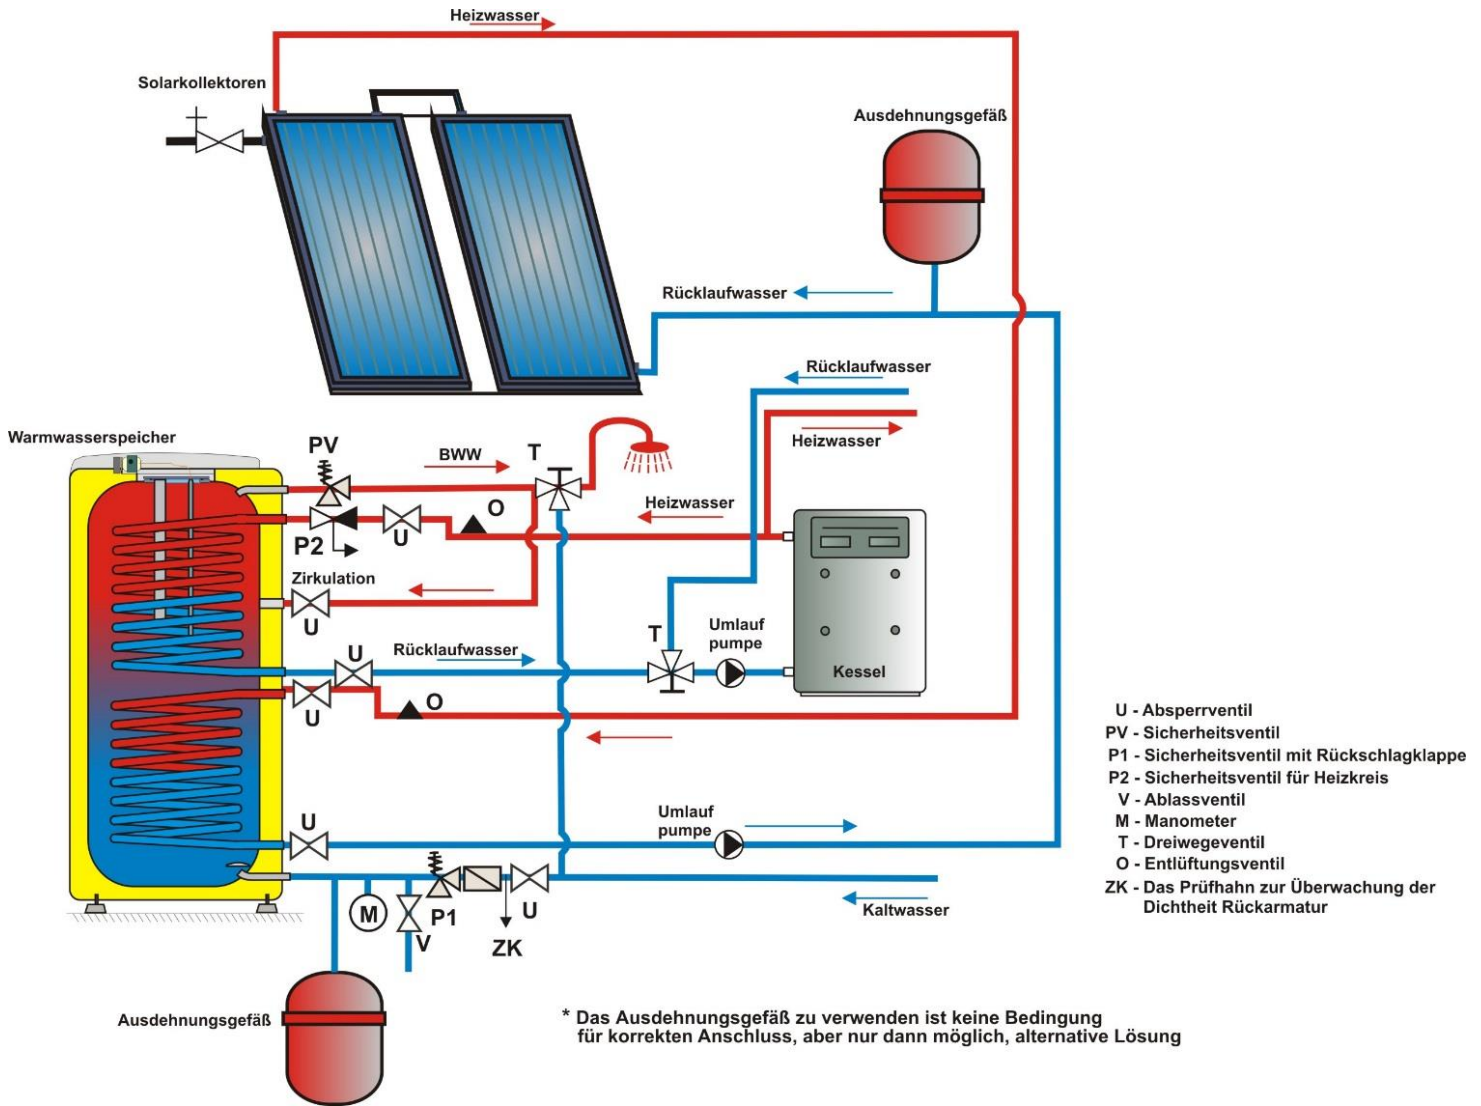 Heizwasser
Solarkollektoren
Ausdehnungsgefäß
Rücklaufwasser
Rücklaufwasser
Heizwasser
Warmwasserspeicher
PV
BWW
T
Heizwasser
O
P2
U
Zirkulation
U
Umlauf
pumpe
T
U
Rücklaufwasser
Kessel
U
O
U
Umlauf
pumpe
M
V
P1
ZK
U
Kaltwasser
Ausdehnungsgefäß
U - Absperrventil
PV - Sicherheitsventil
P1 - Sicherheitsventil mit Rückschlagklappe
P2 - Sicherheitsventil für Heizkreis
V - Ablassventil
M - Manometer
T - Dreiwegeventil
O - Entlüftungsventil
ZK - Das Prüfhahn zur Überwachung der
Dichtheit Rückarmatur
* Das Ausdehnungsgefäß zu verwenden ist keine Bedingung
für korrekten Anschluss, aber nur dann möglich, alternative Lösung